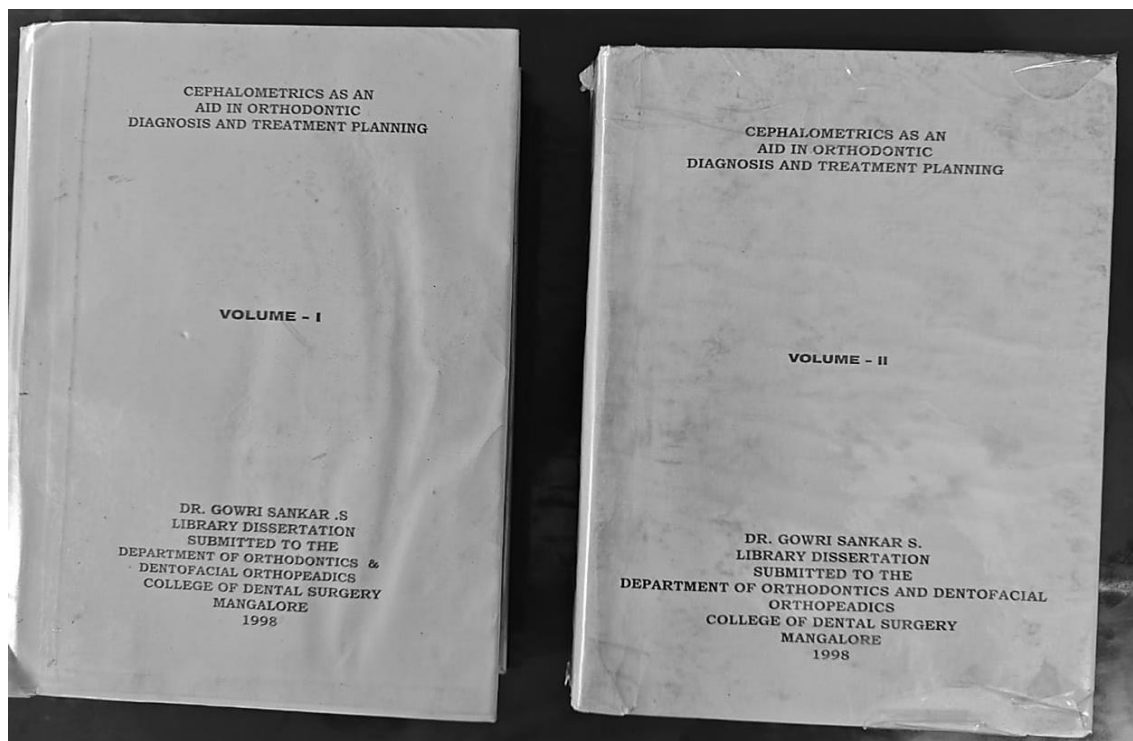 CEPHALOMETRICS AS AN
AID IN ORTHODONTIC
DIAGNOSIS AND TREATMENT PLANNING
VOLUME - I
DR. GOWRI SANKAR .S
LIBRARY DISSERTATION
SUBMITTED TO THE
DEPARTMENT OF ORTHODONTICS &
DENTOFACIAL ORTHOPEADICS
COLLEGE OF DENTAL SURGERY
MANGALORE
1998
CEPHALOMETRICS AS AN
AID IN ORTHODONTIC
DIAGNOSIS AND TREATMENT PLANNING
VOLUME - II
DR. GOWRI SANKAR S.
LIBRARY DISSERTATION
SUBMITTED TO THE
DEPARTMENT OF ORTHODONTICS AND DENTOFACIAL
ORTHOPEADICS
COLLEGE OF DENTAL SURGERY
MANGALORE
1998